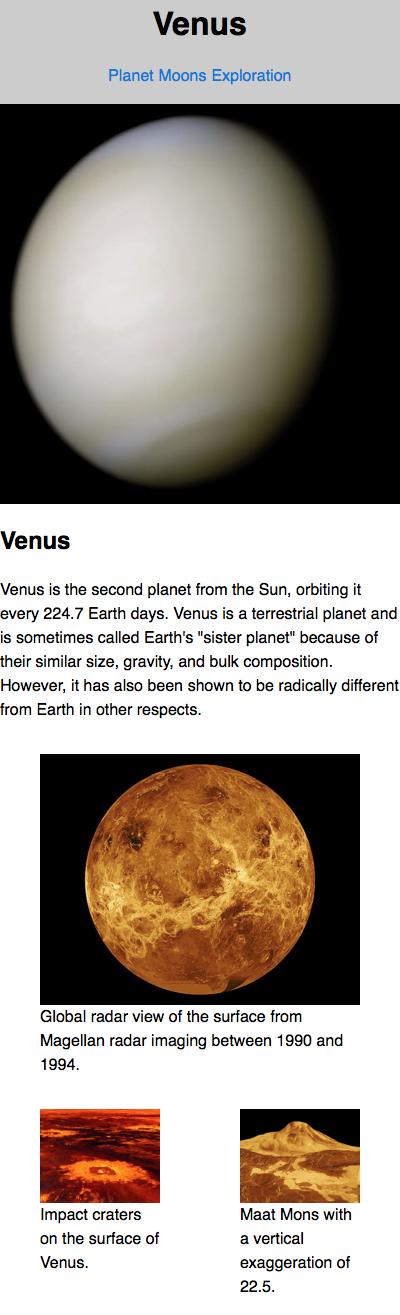 Venus
Planet Moons Exploration
Venus
Venus is the second planet from the Sun, orbiting it
every 224.7 Earth days. Venus is a terrestrial planet and
is sometimes called Earth's "sister planet" because of
their similar size, gravity, and bulk composition.
However, it has also been shown to be radically different
from Earth in other respects.
Global radar view of the surface from
Magellan radar imaging between 1990 and
1994.
Impact craters
on the surface of
Venus.
Maat Mons with
a vertical
exaggeration of
22.5.